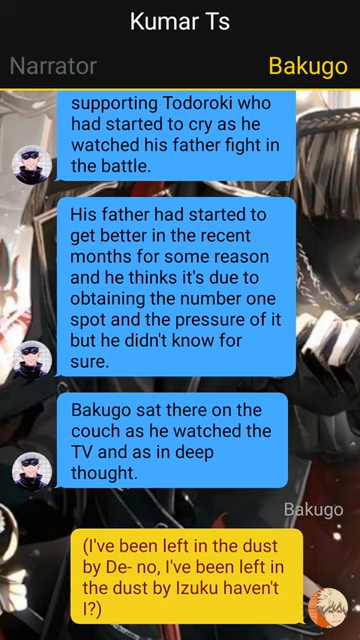 Kumar Ts
Narrator
Bakugo
supporting Todoroki who
had started to cry as he
watched his father fight in
the battle.
His father had started to
get better in the recent
months for some reason
and he thinks it's due to
obtaining the number one
spot and the pressure of it
but he didn't know for
sure.
Bakugo sat there on the
couch as he watched the
TV and as in deep
thought.
Bakugo
(I've been left in the dust
by De- no, I've been left in
the dust by Izuku haven't
I?)